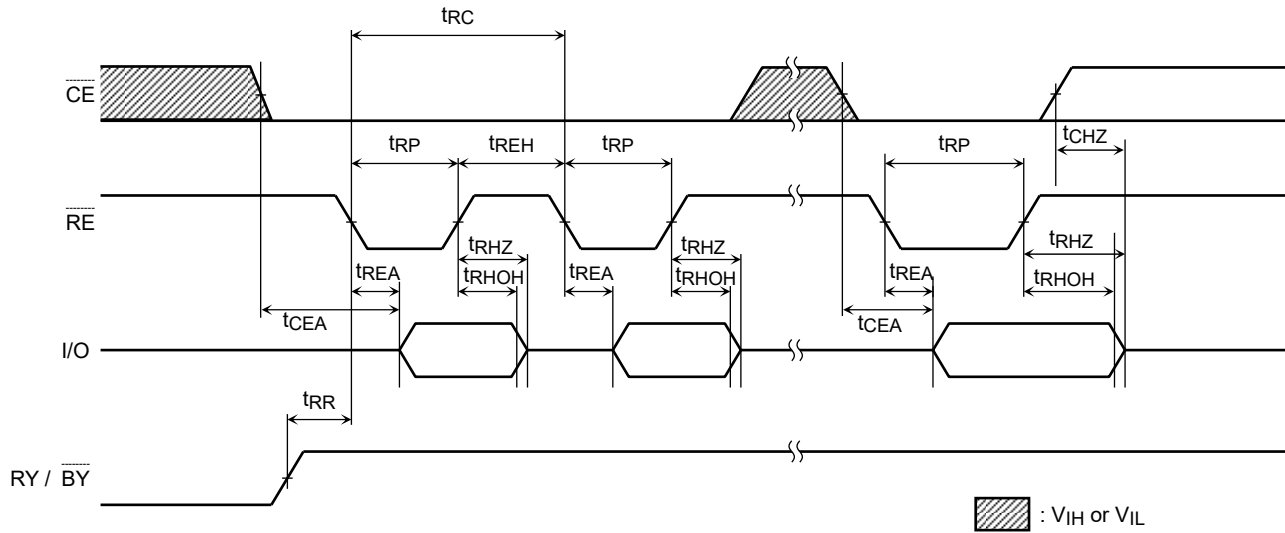 tRC
CE
tRP tREH tRP tRP tCHZ
RE
tRHZ tRHZ tRHZ
tREA tRHOH tREA tRHOH tREA tRHOH
tCEA tCEA
I/O
tRR
RY / BY
: VIH or VIL